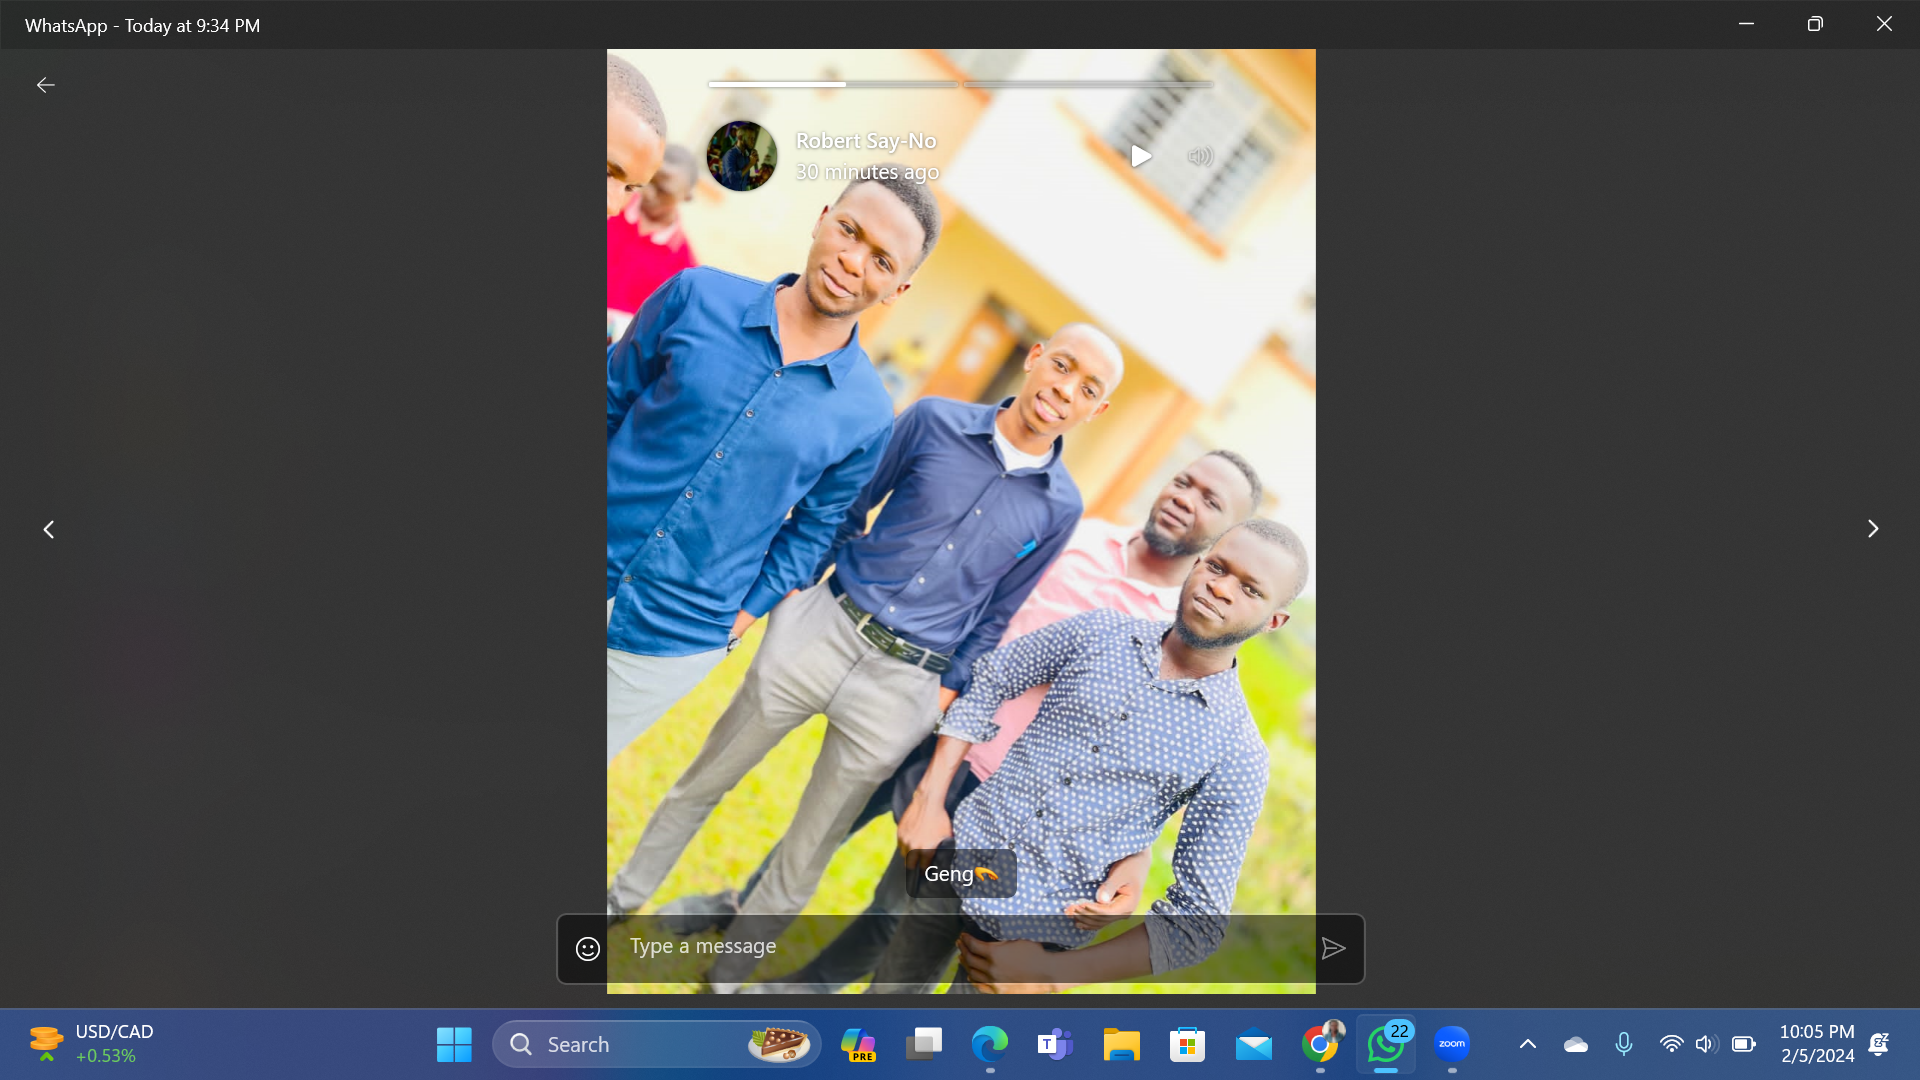 WhatsApp - Today at 9:34 PM
Robert Say-No
30 minutes ago
Geng
Type a message
USD/CAD
+0.53%
Search
PRE
T
22
zoom
10:05 PM
2/5/2024